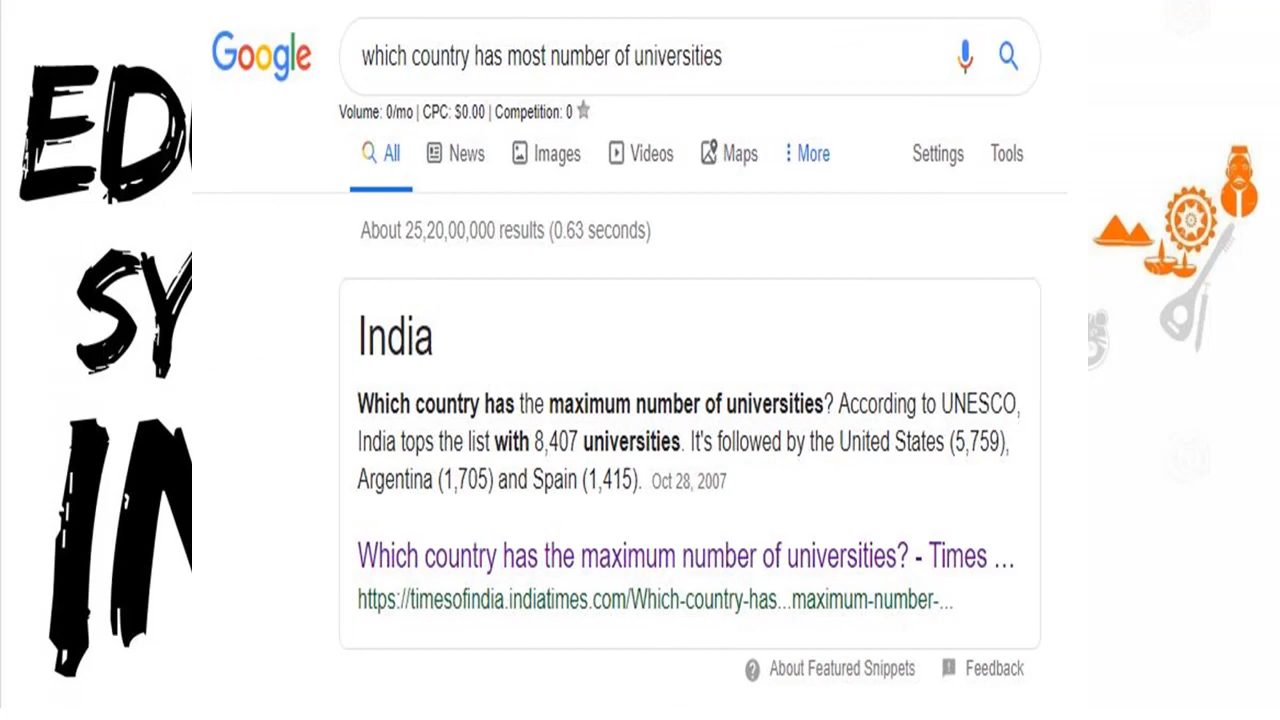 ED
SY
IN
Google
which country has most number of universities
Volume: 0/mo | CPC: $0.00 | Competition: 0
All News Images Videos Maps More Settings Tools
About 25,20,00,000 results (0.63 seconds)
India
Which country has the maximum number of universities? According to UNESCO,
India tops the list with 8,407 universities. It's followed by the United States (5,759),
Argentina (1,705) and Spain (1,415). Oct 28, 2007
Which country has the maximum number of universities? - Times ...
https://timesofindia.indiatimes.com/Which-country-has...maximum-number-...
About Featured Snippets Feedback